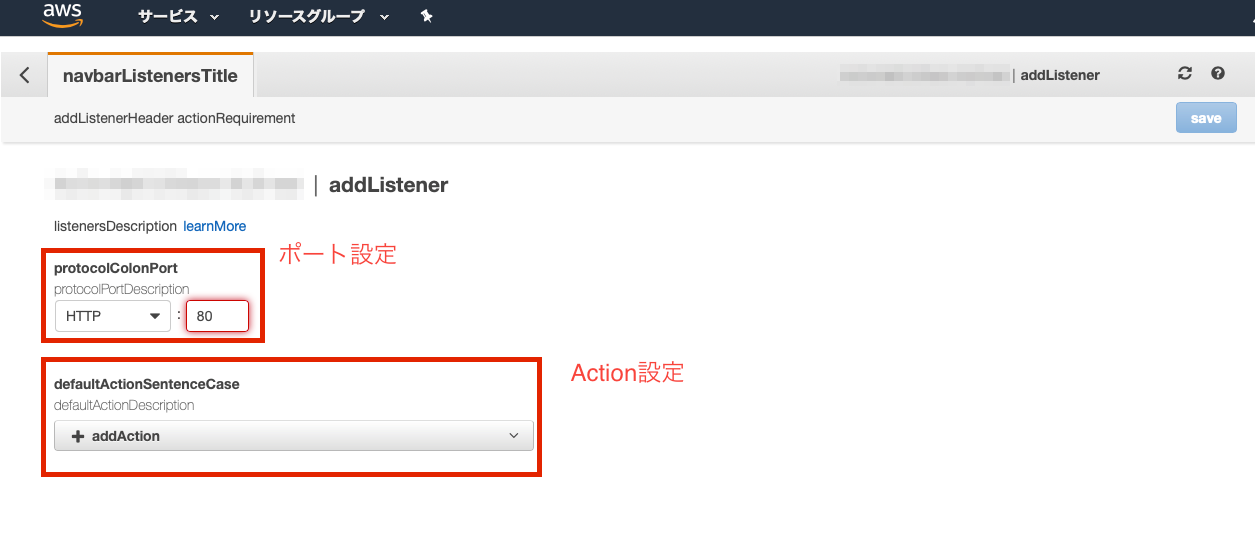 aws サービス リソースグループ
navbarListenersTitle | addListener
addListenerHeader actionRequirement save
| addListener
listenersDescription learnMore
ポート設定
protocolColonPort
protocolPortDescription
HTTP : 80
Action設定
defaultActionSentenceCase
defaultActionDescription
addAction